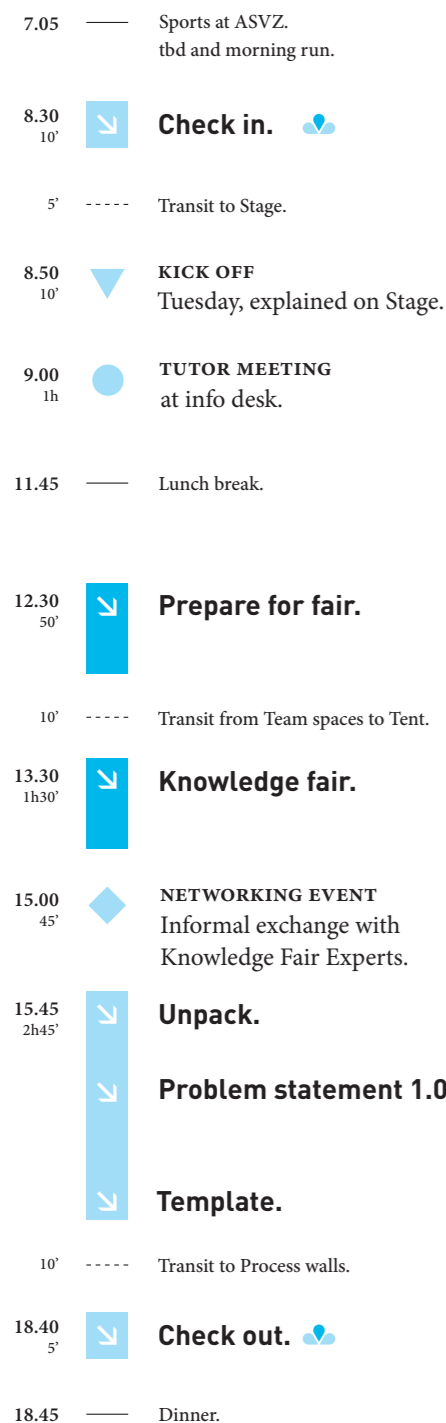 7.05 Sports at ASVZ.
tbd and morning run.
8.30 Check in.
10’
5’ Transit to Stage.
8.50 KICK OFF
10’ Tuesday, explained on Stage.
9.00 TUTOR MEETING
1h at info desk.
11.45 Lunch break.
12.30 Prepare for fair.
50’
10’ Transit from Team spaces to Tent.
13.30 Knowledge fair.
1h30’
15.00 NETWORKING EVENT
45’ Informal exchange with
Knowledge Fair Experts.
15.45 Unpack.
2h45’
Problem statement 1.0
Template.
10’ Transit to Process walls.
18.40 Check out.
5’
18.45 Dinner.